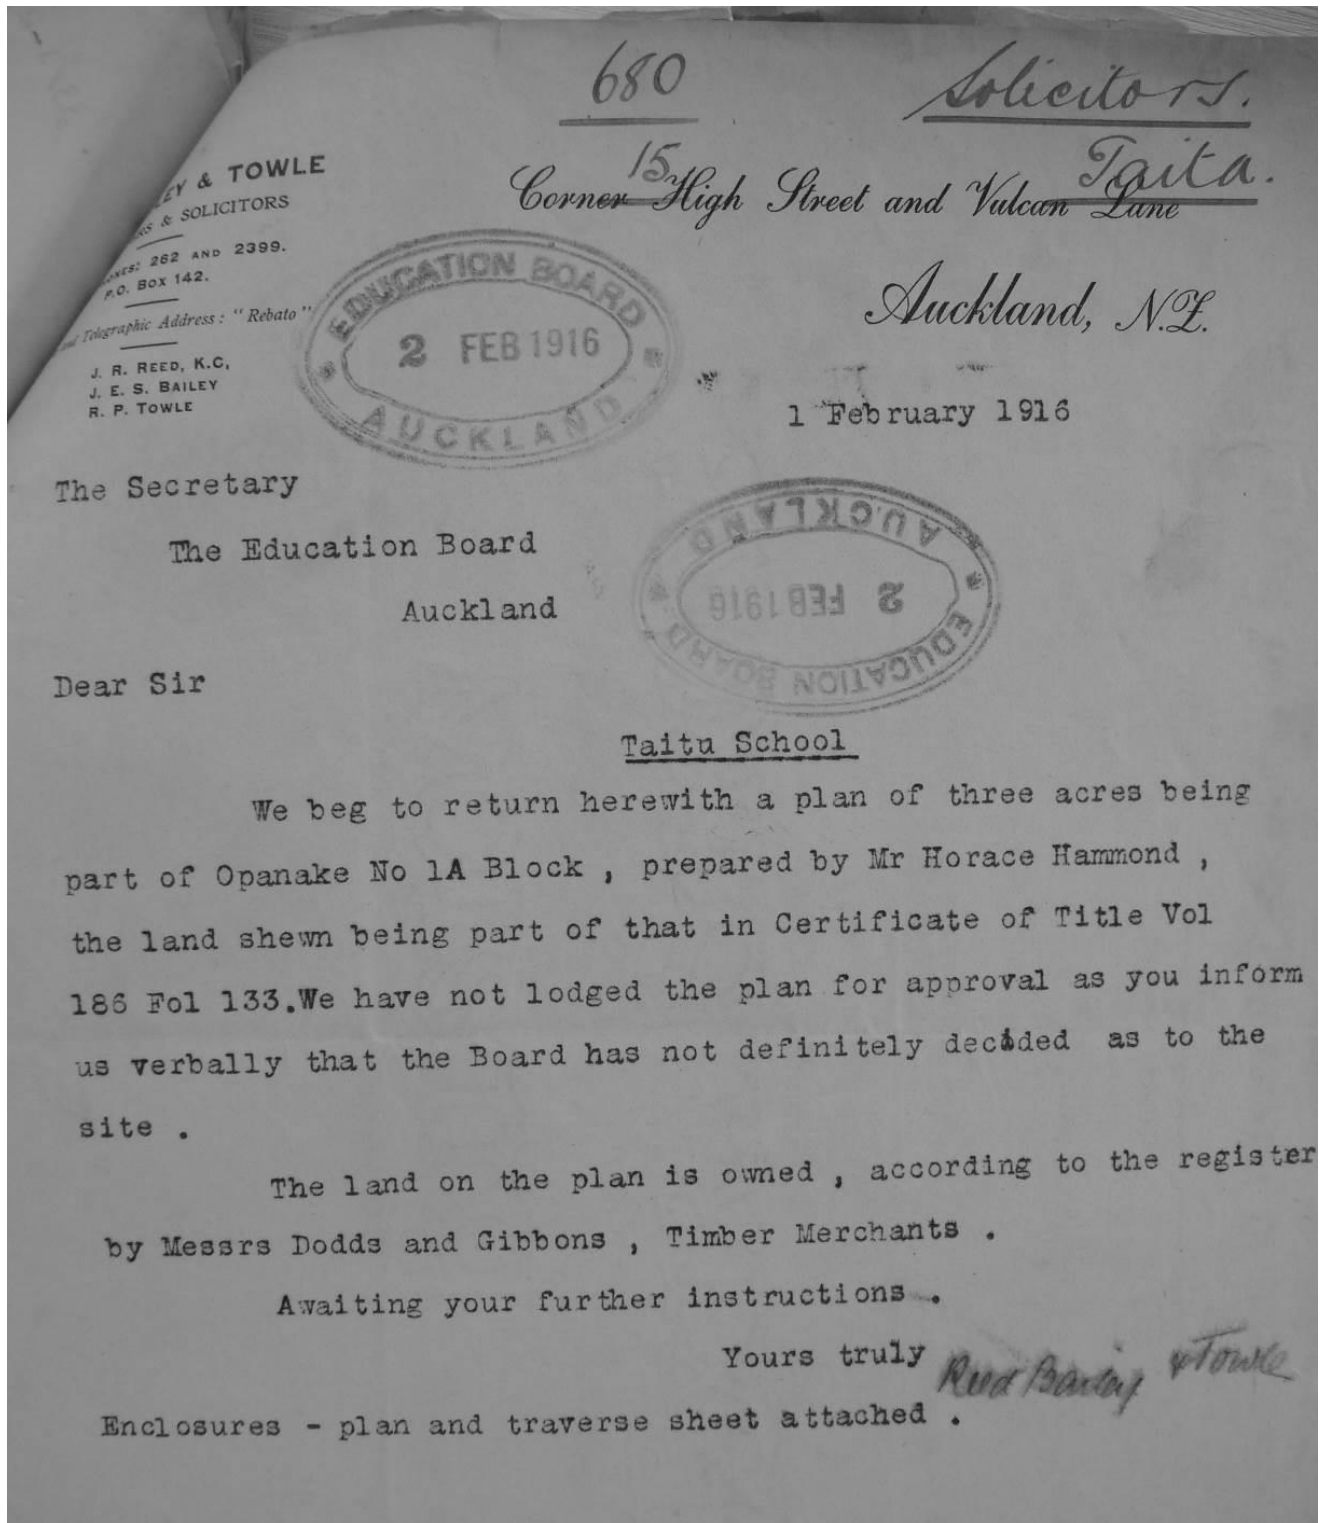 680
Solicitors.
Taita.
15
Corner High Street and Vulcan Lane
Auckland, N.Z.
EY & TOWLE
RS & SOLICITORS
ONES: 262 AND 2399.
P.O. BOX 142.
Telegraphic Address: "Rebato"
J. R. REED, K.C,
J. E. S. BAILEY
R. P. TOWLE
EDUCATION BOARD
2 FEB 1916
AUCKLAND
1 February 1916
The Secretary
The Education Board
Auckland
AUCKLAND
2 FEB 1916
EDUCATION BOARD
Dear Sir
Taitu School
We beg to return herewith a plan of three acres being
part of Opanake No 1A Block , prepared by Mr Horace Hammond ,
the land shewn being part of that in Certificate of Title Vol
186 Fol 133.We have not lodged the plan for approval as you inform
us verbally that the Board has not definitely decided as to the
site .
The land on the plan is owned , according to the register
by Messrs Dodds and Gibbons , Timber Merchants .
Awaiting your further instructions .
Yours truly
Reed Bailey & Towle
Enclosures - plan and traverse sheet attached .